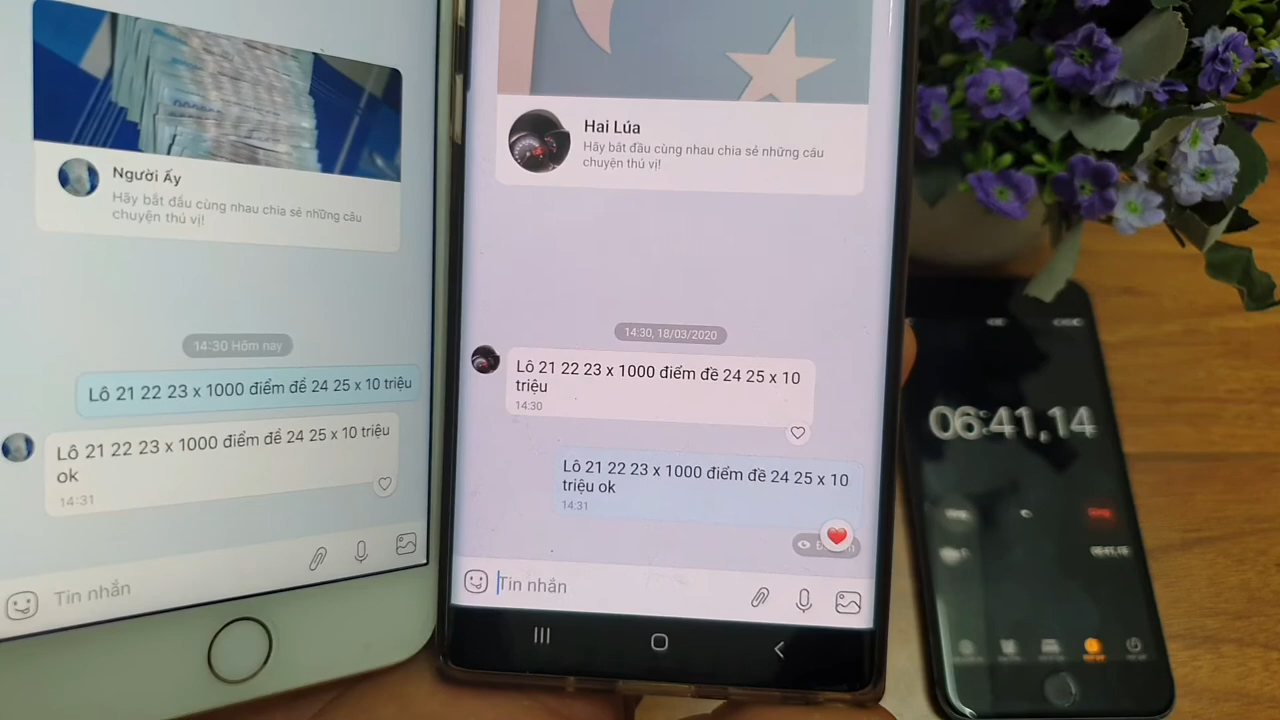 Người Ấy
Hãy bắt đầu cùng nhau chia sẻ những câu
chuyện thú vị!
14:30 Hôm nay
Lô 21 22 23 x 1000 điểm đề 24 25 x 10 triệu
Lô 21 22 23 x 1000 điểm đề 24 25 x 10 triệu
ok
14:31
Tin nhắn
Hai Lúa
Hãy bắt đầu cùng nhau chia sẻ những câu
chuyện thú vị!
14:30, 18/03/2020
Lô 21 22 23 x 1000 điểm đề 24 25 x 10
triệu
14:30
Lô 21 22 23 x 1000 điểm đề 24 25 x 10
triệu ok
14:31
Tin nhắn
06:41,14